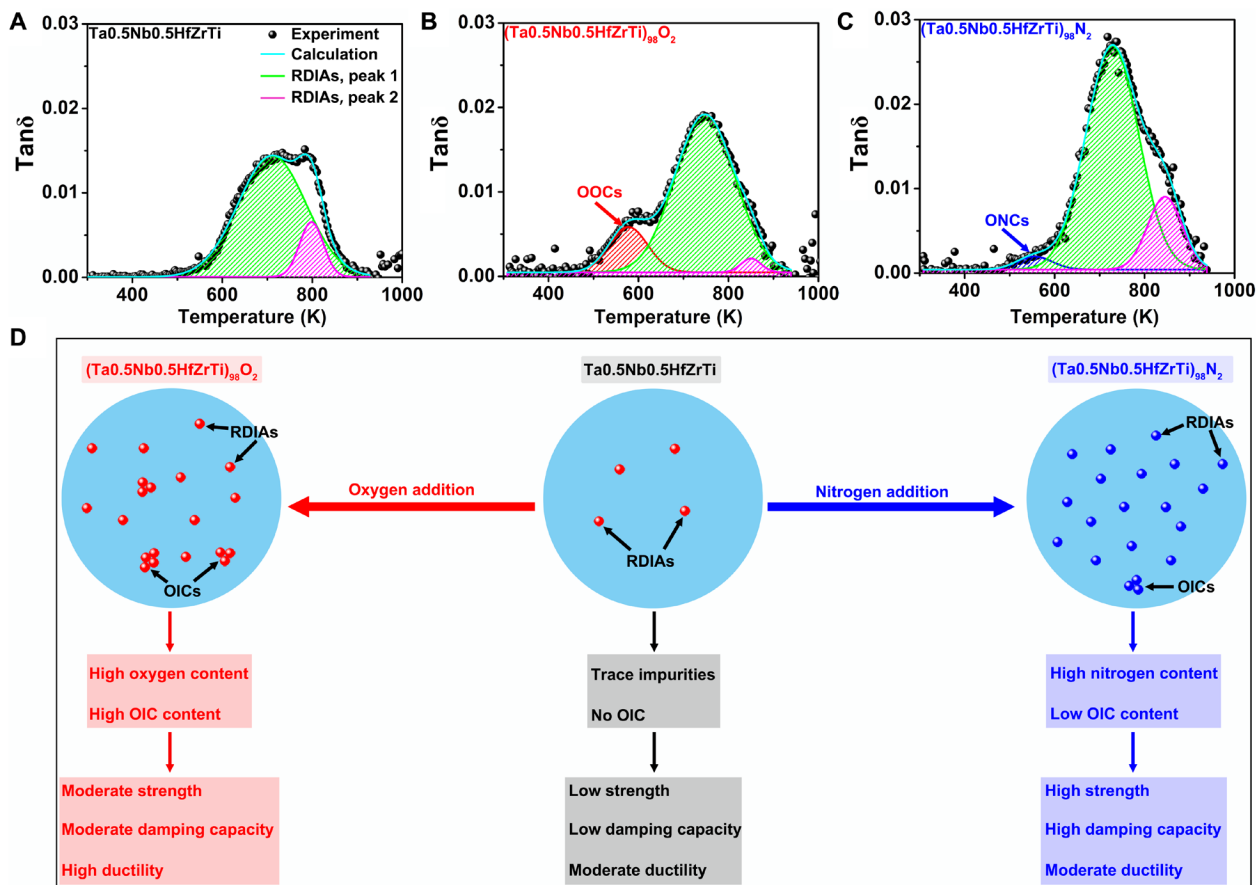 A
Ta0.5Nb0.5HfZrTi
Experiment
Calculation
RDIAs, peak 1
RDIAs, peak 2
0.03
0.02
0.01
0.00
Tanδ
400
600
800
1000
Temperature (K)
B
(Ta0.5Nb0.5HfZrTi)98O2
OOCs
0.03
0.02
0.01
0.00
Tanδ
400
600
800
1000
Temperature (K)
C
(Ta0.5Nb0.5HfZrTi)98N2
ONCs
0.03
0.02
0.01
0.00
Tanδ
400
600
800
1000
Temperature (K)
D
(Ta0.5Nb0.5HfZrTi)98O2
Ta0.5Nb0.5HfZrTi
(Ta0.5Nb0.5HfZrTi)98N2
RDIAs
OICs
Oxygen addition
RDIAs
Nitrogen addition
RDIAs
OICs
High oxygen content
High OIC content
Trace impurities
No OIC
High nitrogen content
Low OIC content
Moderate strength
Moderate damping capacity
High ductility
Low strength
Low damping capacity
Moderate ductility
High strength
High damping capacity
Moderate ductility